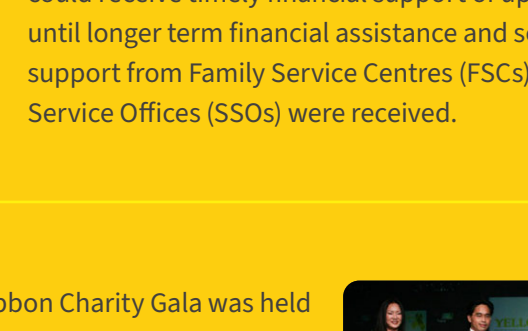 until longer term financial assistance and
support from Family Service Centres (FSCs)
Service Offices (SSOs) were received.
Charity Gala was held